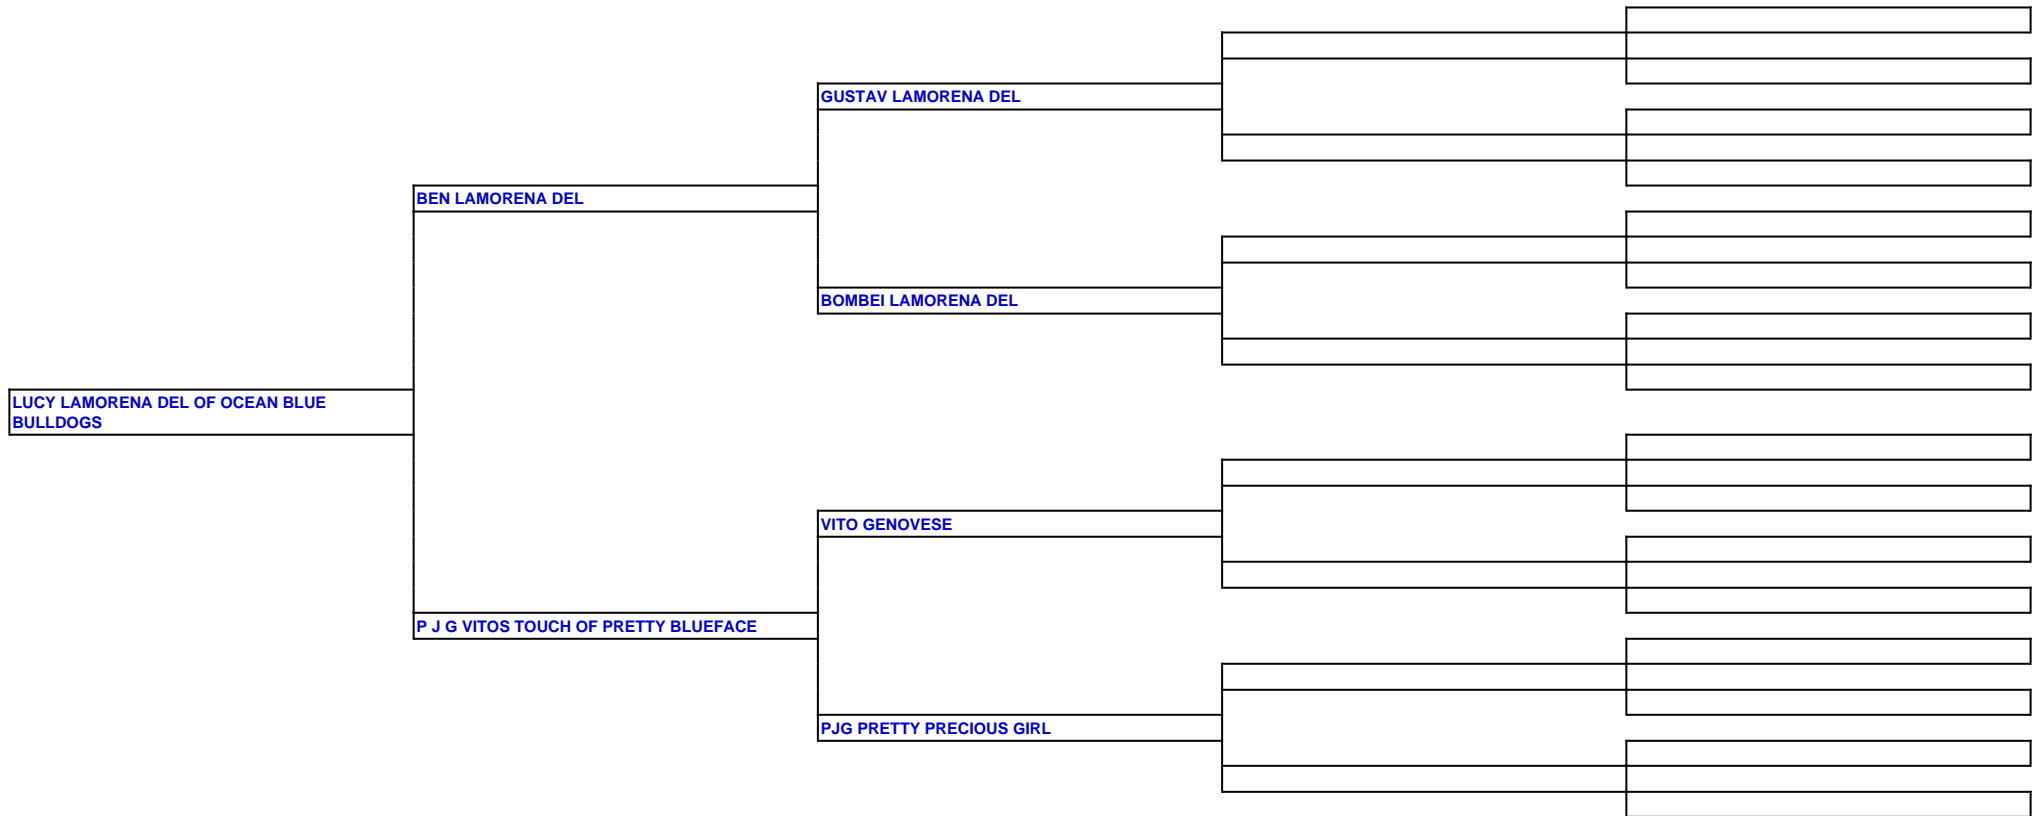 GUSTAV LAMORENA DEL
BEN LAMORENA DEL
BOMBEI LAMORENA DEL
LUCY LAMORENA DEL OF OCEAN BLUE
BULLDOGS
VITO GENOVESE
P J G VITOS TOUCH OF PRETTY BLUEFACE
PJG PRETTY PRECIOUS GIRL